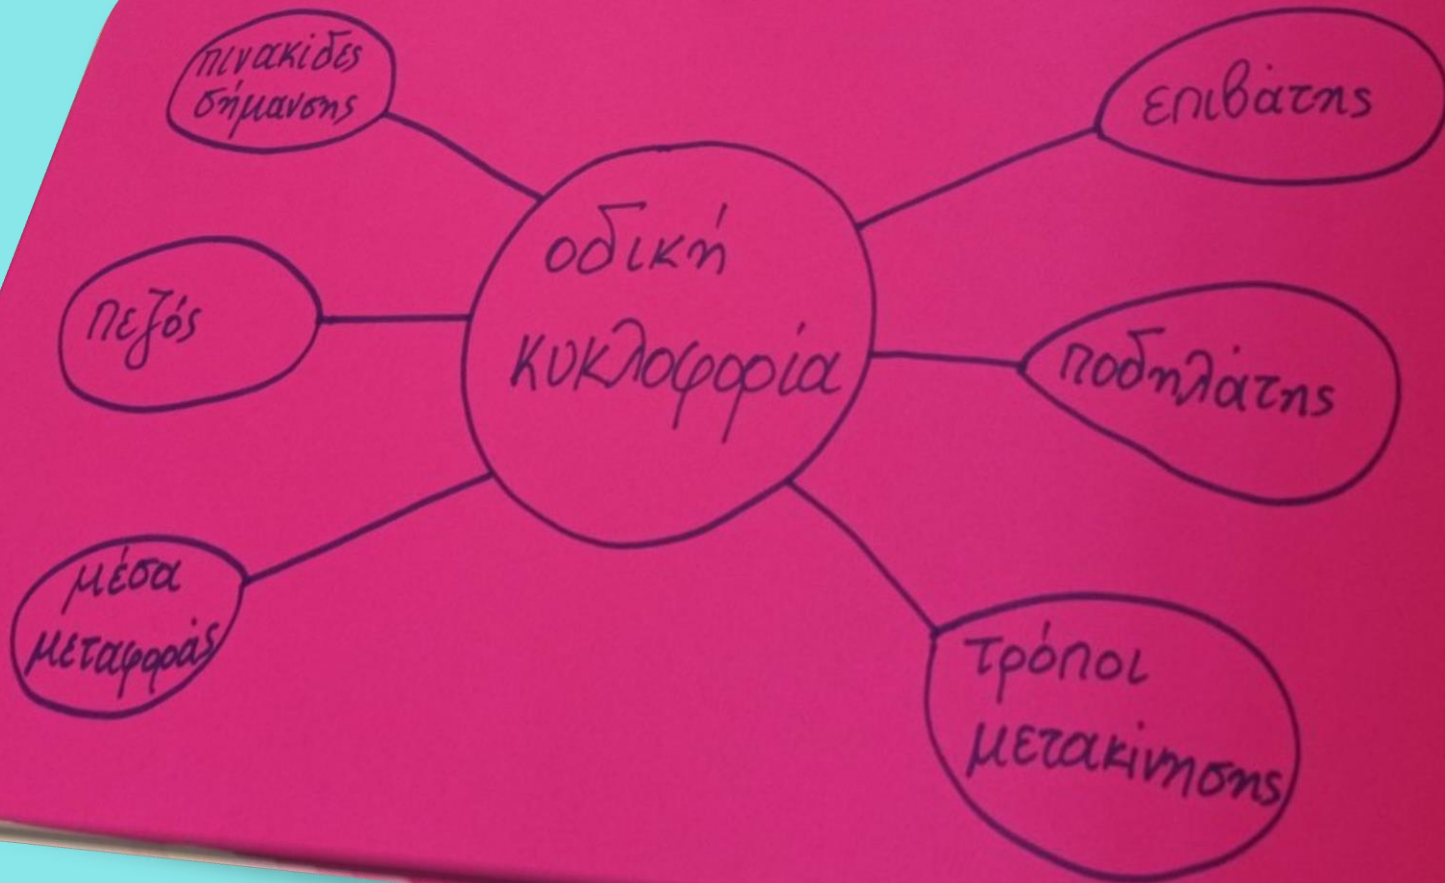 πινακίδες
σήμανσης
πεζός
μέσα
μεταφοράς
οδική
κυκλοφορία
επιβάτης
ποδηλάτης
τρόποι
μετακίνησης